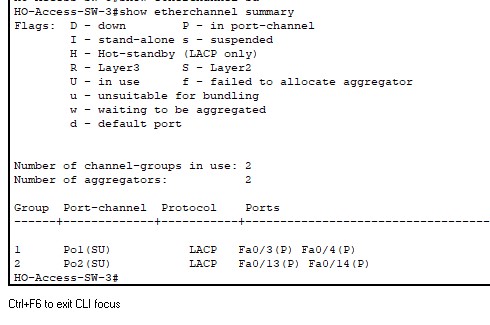 HO-Access-SW-3#show etherchannel summary
Flags:  D - down        P - in port-channel
        I - stand-alone s - suspended
        H - Hot-standby (LACP only)
        R - Layer3      S - Layer2
        U - in use      f - failed to allocate aggregator
        u - unsuitable for bundling
        w - waiting to be aggregated
        d - default port
Number of channel-groups in use: 2
Number of aggregators:           2
Group  Port-channel  Protocol    Ports
------+-------------+-----------+----------------------------------------------
1      Po1(SU)           LACP   Fa0/3(P) Fa0/4(P)
2      Po2(SU)           LACP   Fa0/13(P) Fa0/14(P)
HO-Access-SW-3#
Ctrl+F6 to exit CLI focus